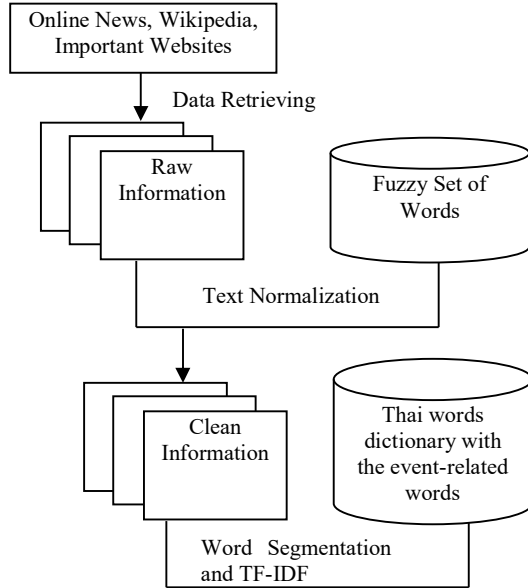 Online News, Wikipedia,
Important Websites
Data Retrieving
Raw
Information
Fuzzy Set of
Words
Text Normalization
Clean
Information
Thai words
dictionary with
the event-related
words
Word Segmentation
and TF-IDF